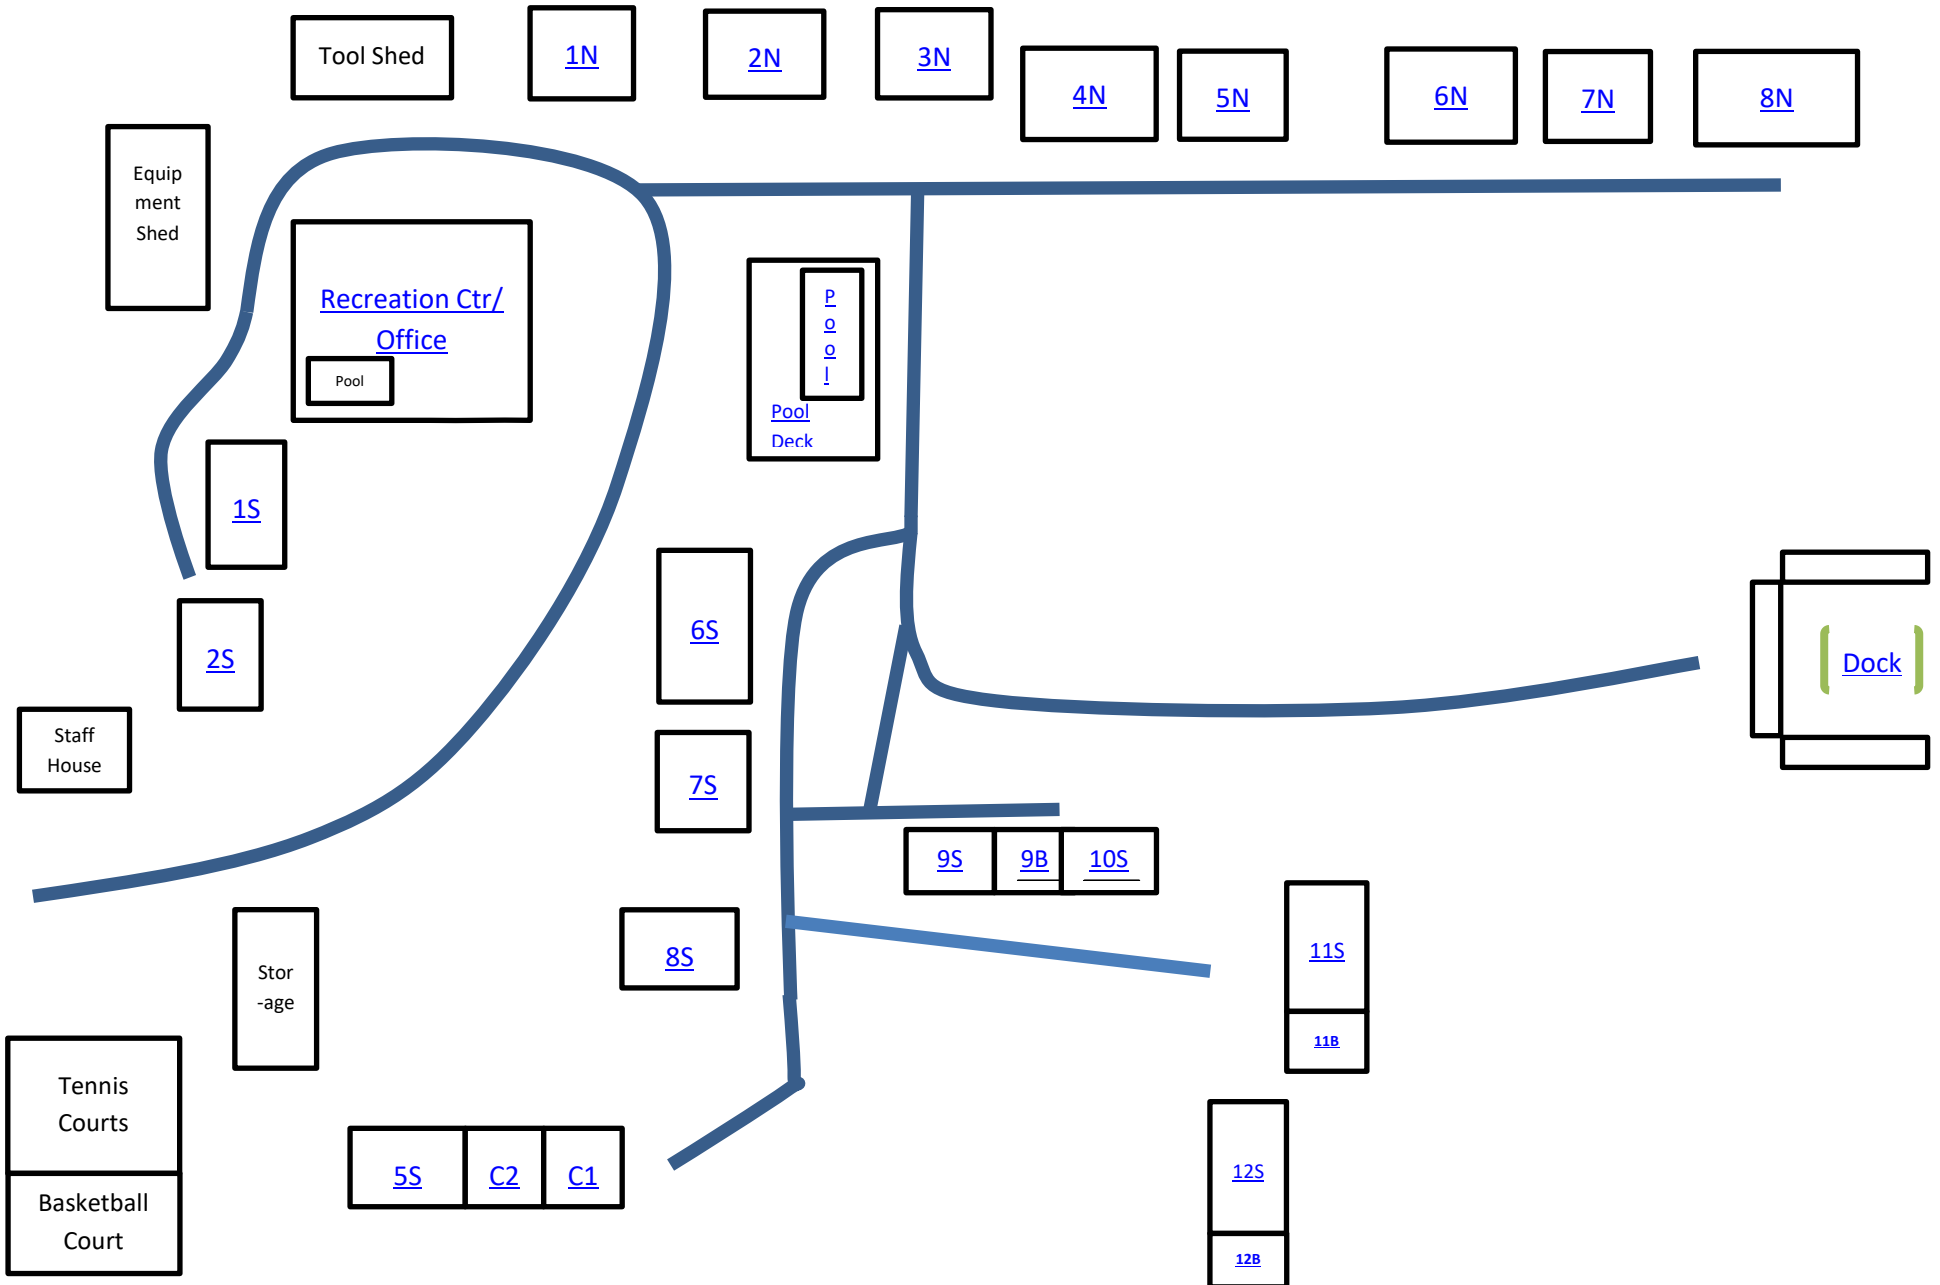 Tool Shed
1N
2N
3N
4N
5N
6N
7N
8N
Equip
ment
Shed
Recreation Ctr/
Office
Pool
P
o
o
l
Pool
Deck
1S
2S
6S
Dock
Staff
House
7S
9S
9B
10S
8S
11S
11B
Stor
-age
Tennis
Courts
5S
C2
C1
12S
12B
Basketball
Court